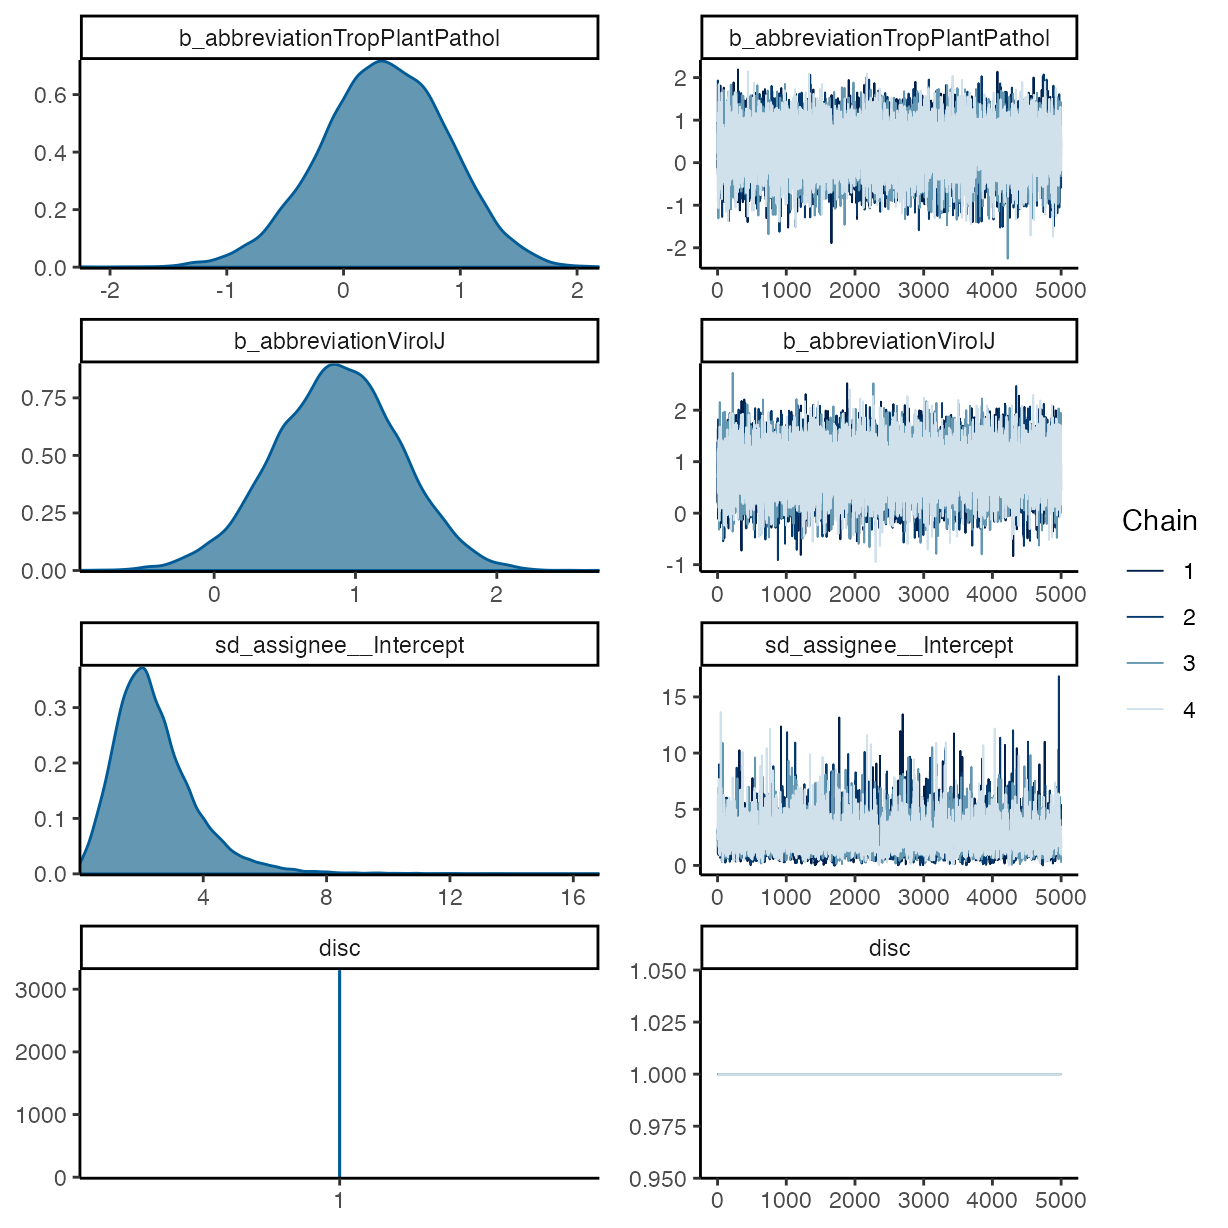 b_abbreviationTropPlantPathol
b_abbreviationTropPlantPathol
0.6
0.4
0.2
0.0
-2 -1 0 1 2
2
1
0
-1
-2
0 1000 2000 3000 4000 5000
b_abbreviationVirolJ
b_abbreviationVirolJ
0.75
0.50
0.25
0.00
0 1 2
2
1
0
-1
0 1000 2000 3000 4000 5000
sd_assignee__Intercept
sd_assignee__Intercept
0.3
0.2
0.1
0.0
4 8 12 16
15
10
5
0
0 1000 2000 3000 4000 5000
disc
disc
3000
2000
1000
0
1
1.050
1.025
1.000
0.975
0.950
0 1000 2000 3000 4000 5000
Chain
1
2
3
4